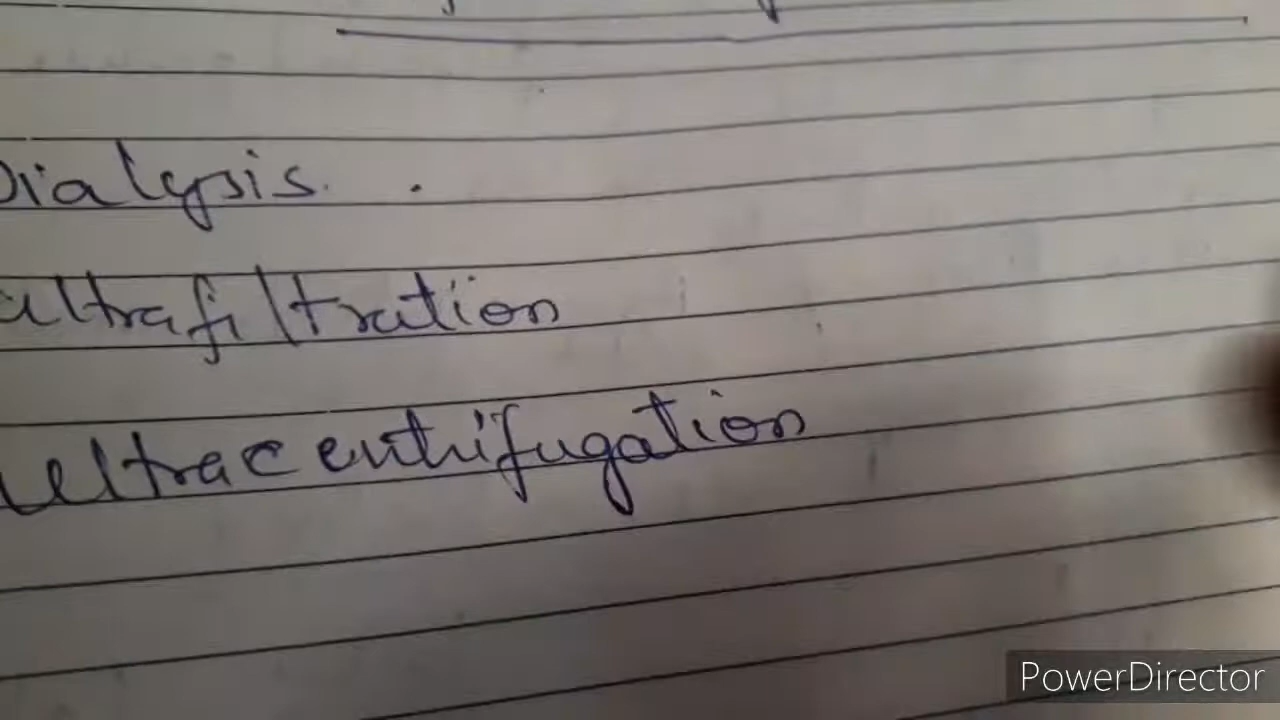 Dialysis.
ultrafiltration
ultracentrifugation
PowerDirector